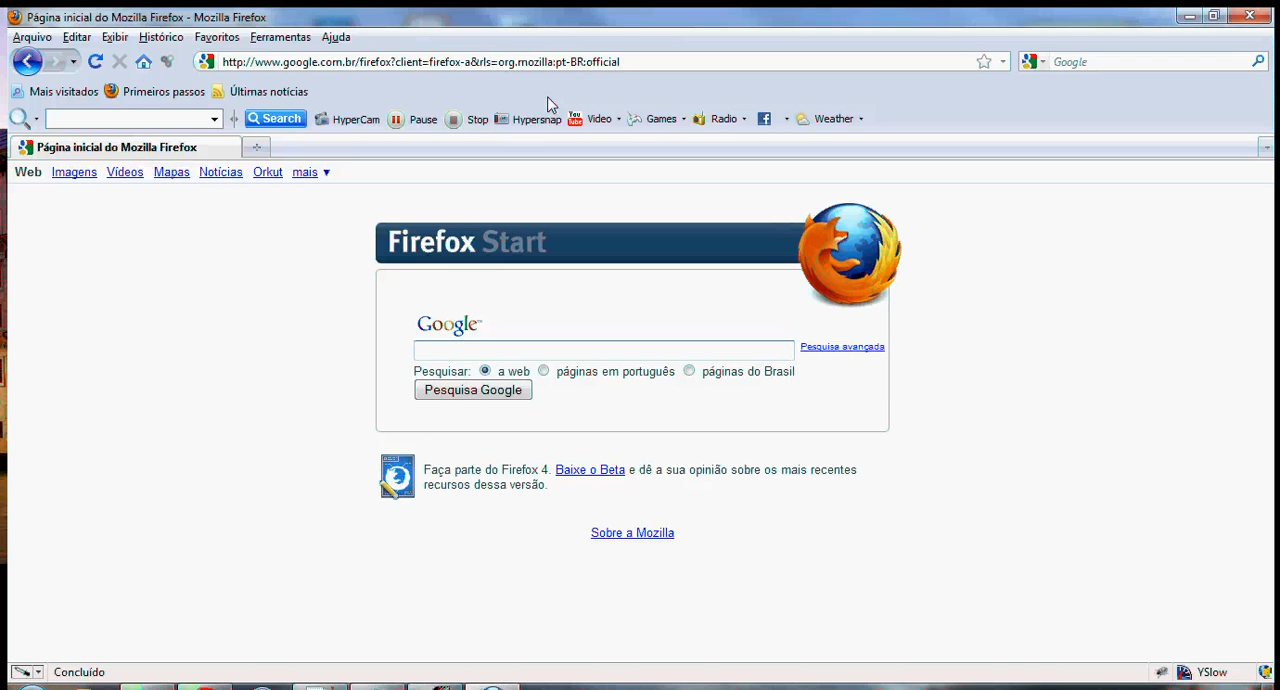 Página inicial do Mozilla Firefox - Mozilla Firefox
Arquivo Editar Exibir Histórico Favoritos Ferramentas Ajuda
http://www.google.com.br/firefox?client=firefox-a&rls=org.mozilla:pt-BR:official Google
Mais visitados Primeiros passos Últimas notícias
Search HyperCam Pause Stop Hypersnap You Tube Video Games Radio Weather
Página inicial do Mozilla Firefox
Web Imagens Vídeos Mapas Notícias Orkut mais ▼
Firefox Start
Google™
Pesquisa avançada
Pesquisar: a web páginas em português páginas do Brasil
Pesquisa Google
Faça parte do Firefox 4. Baixe o Beta e dê a sua opinião sobre os mais recentes
recursos dessa versão.
Sobre a Mozilla
Concluído YSlow